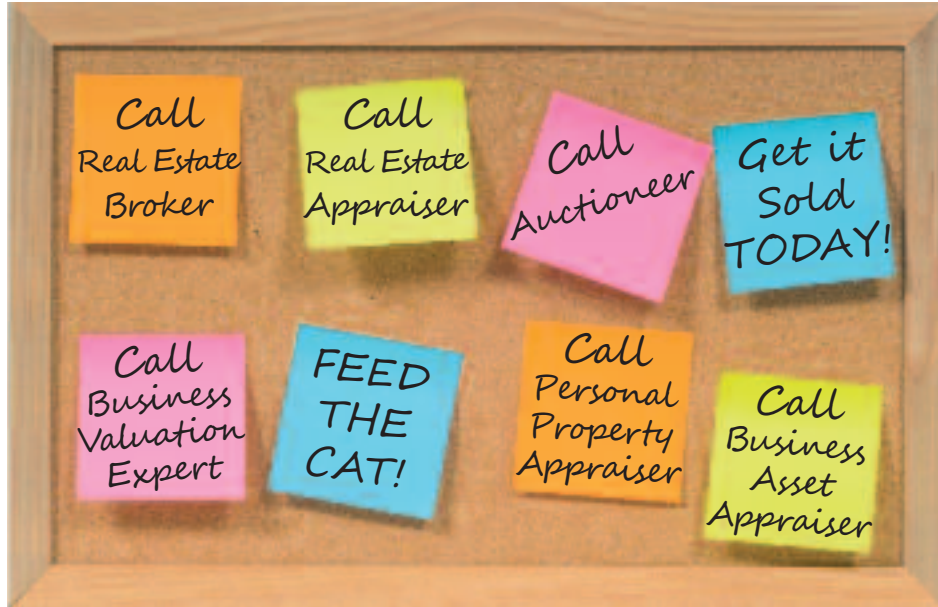 Call
Real Estate
Broker
Call
Real Estate
Appraiser
Call
Auctioneer
Get it
Sold
TODAY!
Call
Business
Valuation
Expert
FEED
THE
CAT!
Call
Personal
Property
Appraiser
Call
Business
Asset
Appraiser